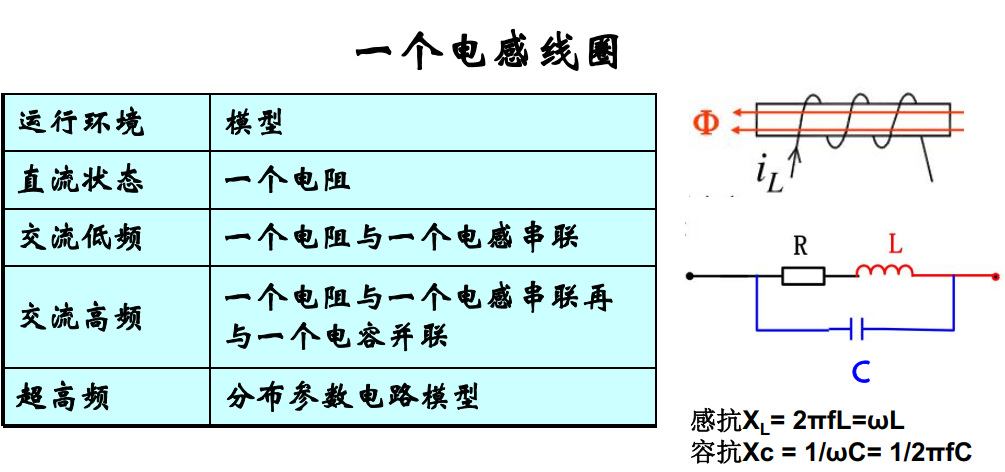 一个电感线圈
运行环境
模型
直流状态
一个电阻
交流低频
一个电阻与一个电感串联
交流高频
一个电阻与一个电感串联再
与一个电容并联
超高频
分布参数电路模型
Φ
iL
R
L
C
感抗XL= 2πfL=ωL
容抗Xc = 1/ωC= 1/2πfC